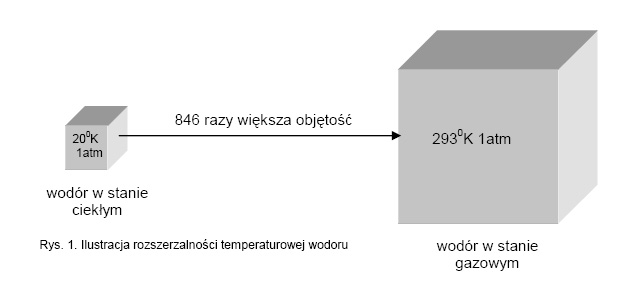 846 razy większa objętość
20⁰K
1atm
293⁰K 1atm
wodór w stanie
ciekłym
Rys. 1. Ilustracja rozszerzalności temperaturowej wodoru
wodór w stanie
gazowym